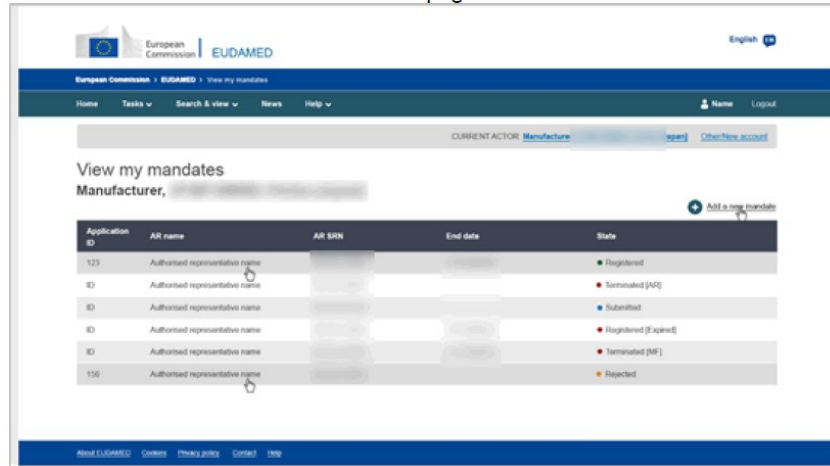 European
Commission
EUDAMED
English EN
European Commission > EUDAMED > View my mandates
Home Tasks Search & view News Help Name Logout
CURRENT ACTOR: Manufacture Other/New account
View my mandates
Manufacturer,
Add a new mandate
Application ID AR name AR SRN End date State
123 Authorised representative name Registered
ID Authorised representative name Terminated [AR]
ID Authorised representative name Submitted
ID Authorised representative name Registered [Expired]
ID Authorised representative name Terminated [MF]
156 Authorised representative name Rejected
About EUDAMED Cookies Privacy policy Contact Help